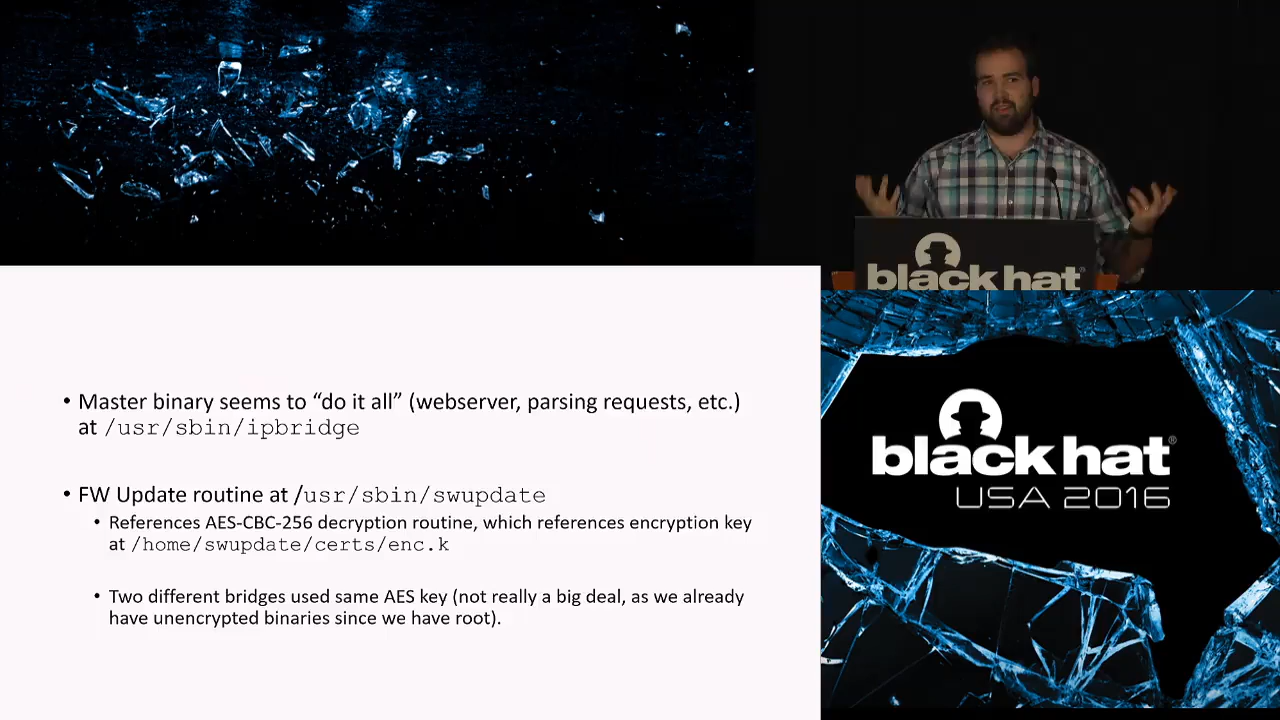 black hat®
• Master binary seems to “do it all” (webserver, parsing requests, etc.)
at /usr/sbin/ipbridge
• FW Update routine at /usr/sbin/swupdate
• References AES-CBC-256 decryption routine, which references encryption key
at /home/swupdate/certs/enc.k
• Two different bridges used same AES key (not really a big deal, as we already
have unencrypted binaries since we have root).
black hat®
USA 2016